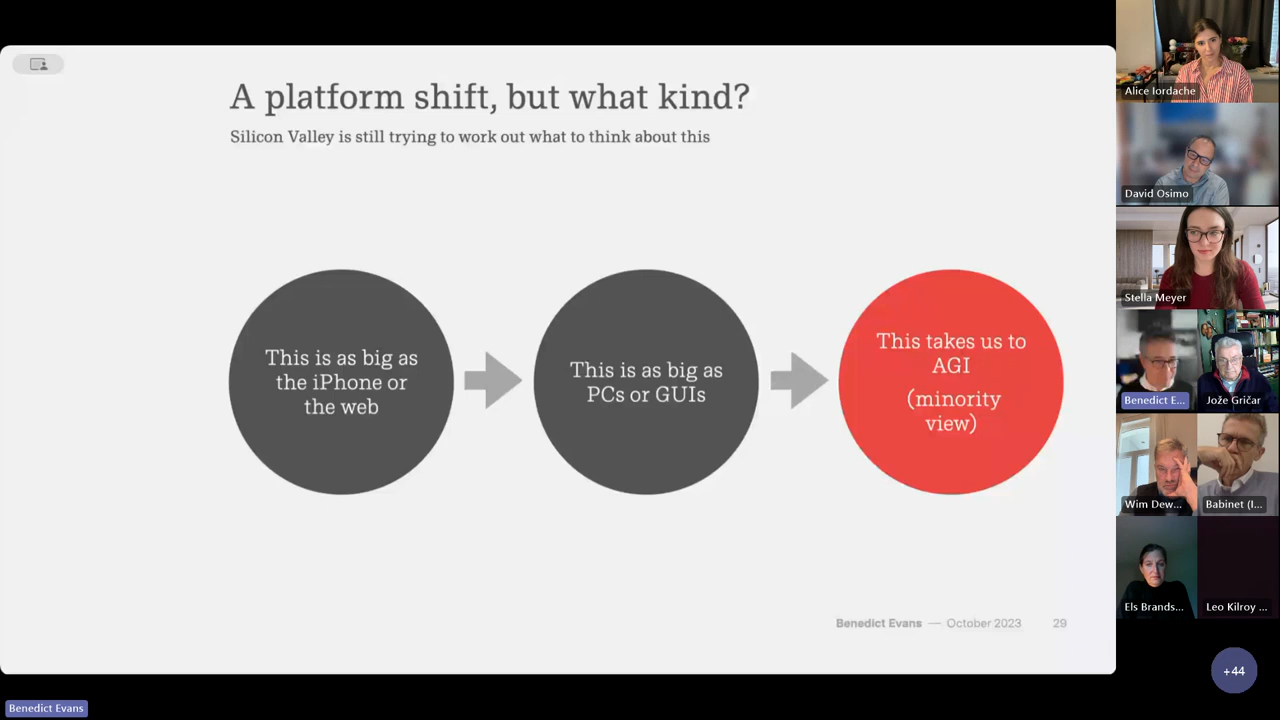 A platform shift, but what kind?
Silicon Valley is still trying to work out what to think about this
This is as big as
the iPhone or
the web
This is as big as
PCs or GUIs
This takes us to
AGI
(minority
view)
Benedict Evans — October 2023 29
Benedict Evans
Alice Iordache
David Osimo
Stella Meyer
Benedict E...
Jože Gričar
Wim Dew...
Babinet (I...
Els Brands...
Leo Kilroy ...
+44